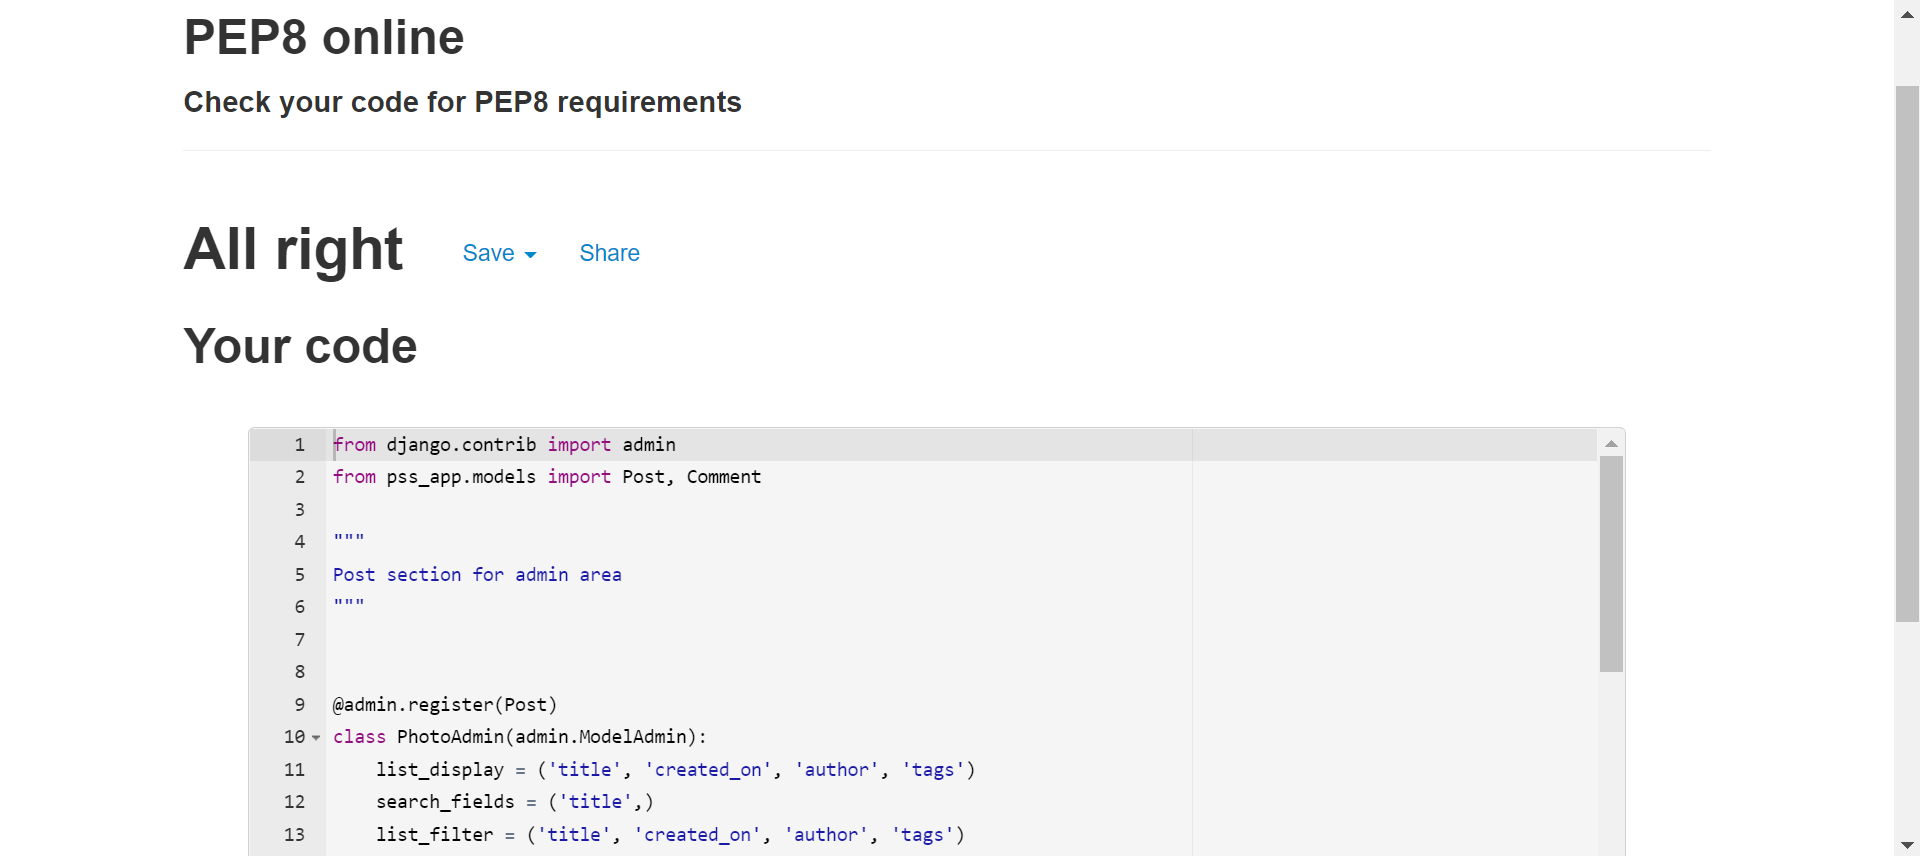 PEP8 online
Check your code for PEP8 requirements
All right Save Share
Your code
1 from django.contrib import admin
2 from pss_app.models import Post, Comment
3
4 """
5 Post section for admin area
6 """
7
8
9 @admin.register(Post)
10 class PhotoAdmin(admin.ModelAdmin):
11     list_display = ('title', 'created_on', 'author', 'tags')
12     search_fields = ('title',)
13     list_filter = ('title', 'created_on', 'author', 'tags')